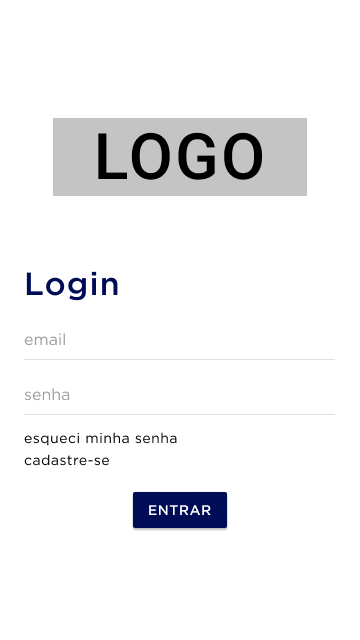 LOGO
Login
email
senha
esqueci minha senha
cadastre-se
ENTRAR